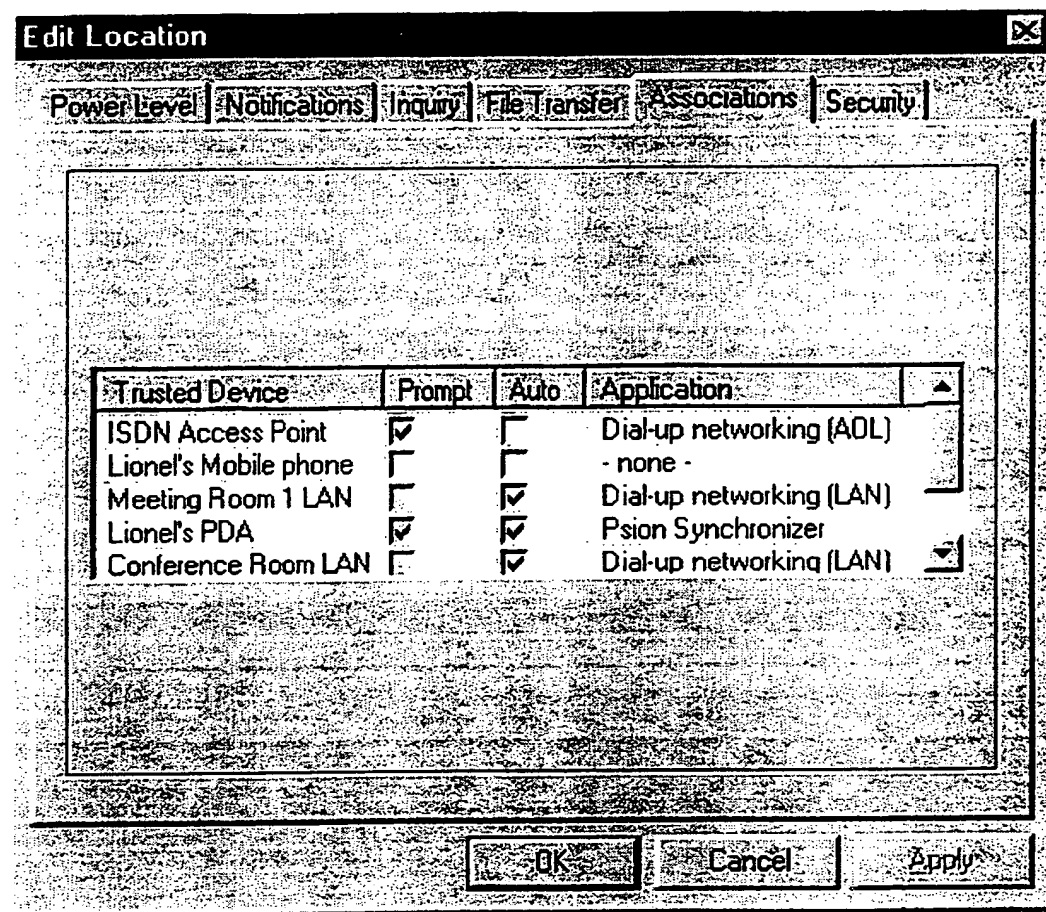 Edit Location
Power Level Notifications Inquiry File Transfer Associations Security
Trusted Device Prompt Auto Application
ISDN Access Point Dial-up networking (AOL)
Lionel's Mobile phone - none -
Meeting Room 1 LAN Dial-up networking (LAN)
Lionel's PDA Psion Synchronizer
Conference Room LAN Dial-up networking (LAN)
OK Cancel Apply